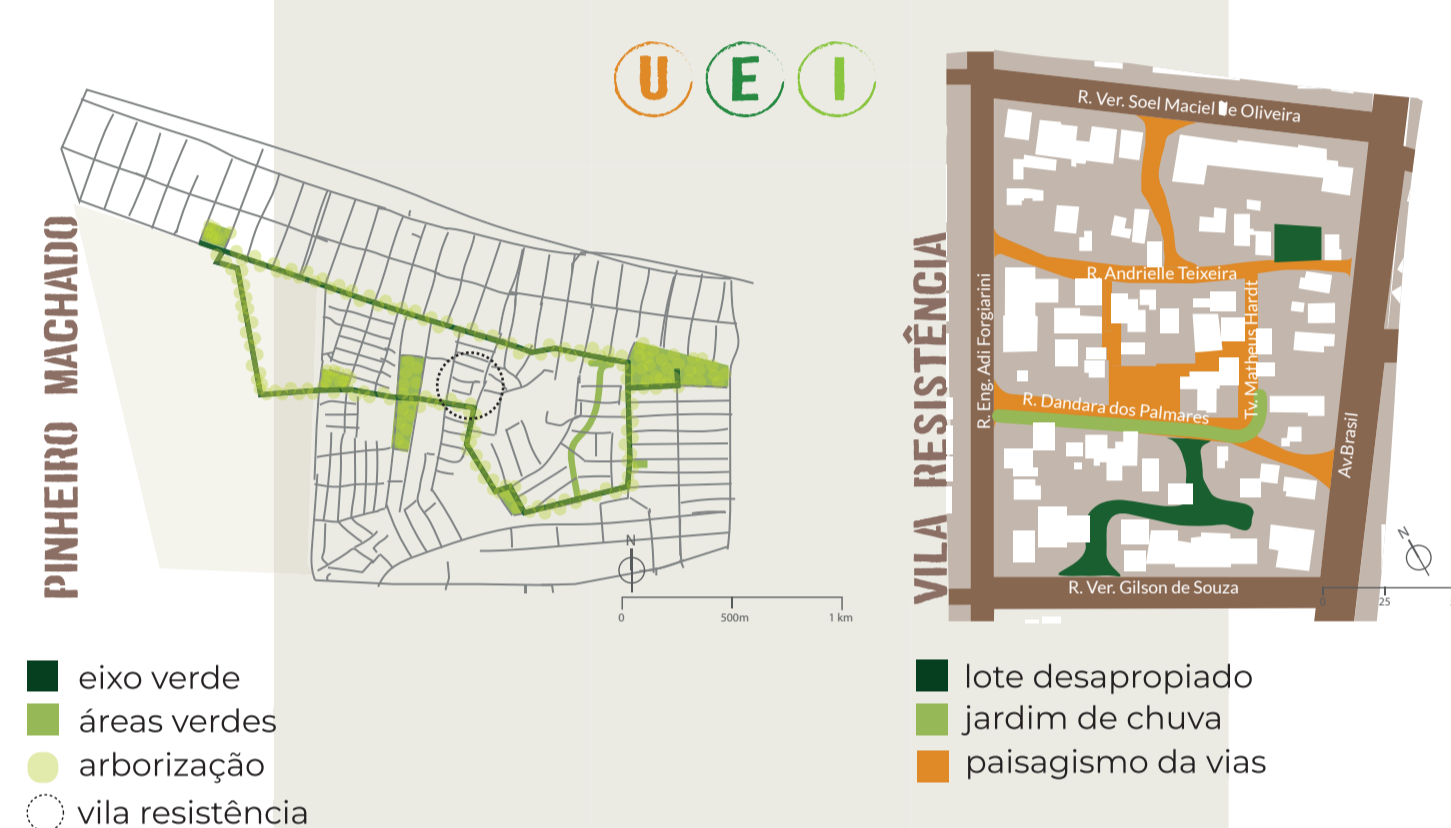 U E I
PINHEIRO MACHADO
N
0 500m 1 km
eixo verde
áreas verdes
arborização
vila resistência
VILA RESISTÊNCIA
R. Ver. Soel Maciel de Oliveira
R. Andrielle Teixeira
R. Eng. Adi Forgiarini
Tv. Matheus Hardt
R. Dandara dos Palmares
Av.Brasil
R. Ver. Gilson de Souza
N
0 25
lote desapropiado
jardim de chuva
paisagismo da vias